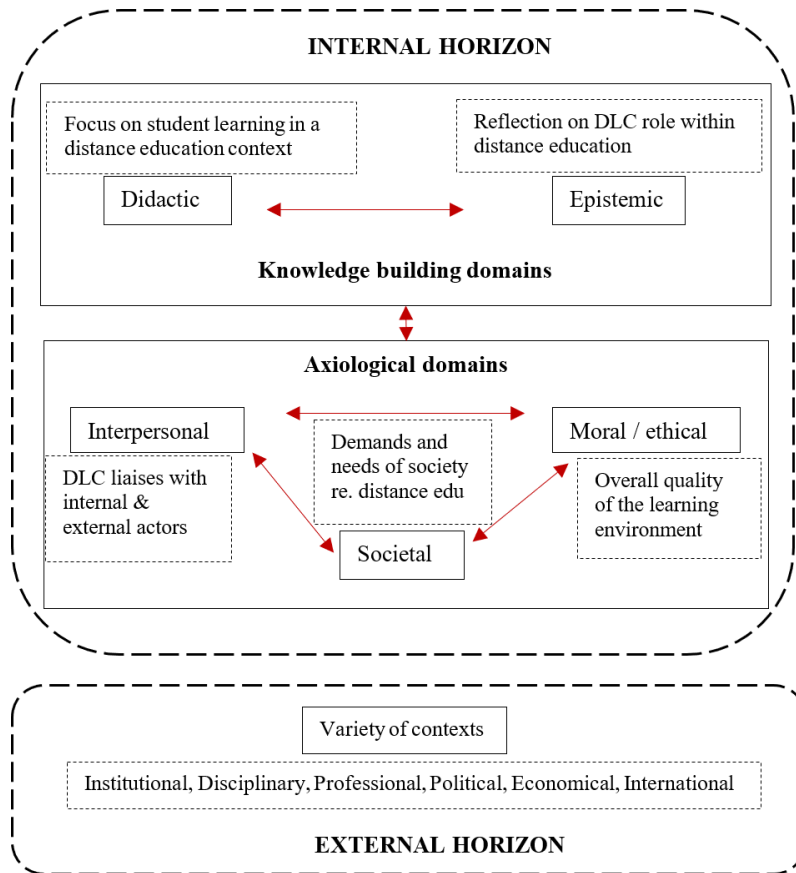 INTERNAL HORIZON
Focus on student learning in a
distance education context
Reflection on DLC role within
distance education
Didactic
Epistemic
Knowledge building domains
Axiological domains
Interpersonal
Moral / ethical
Demands and
needs of society
re. distance edu
DLC liaises with
internal &
external actors
Overall quality
of the learning
environment
Societal
Variety of contexts
Institutional, Disciplinary, Professional, Political, Economical, International
EXTERNAL HORIZON